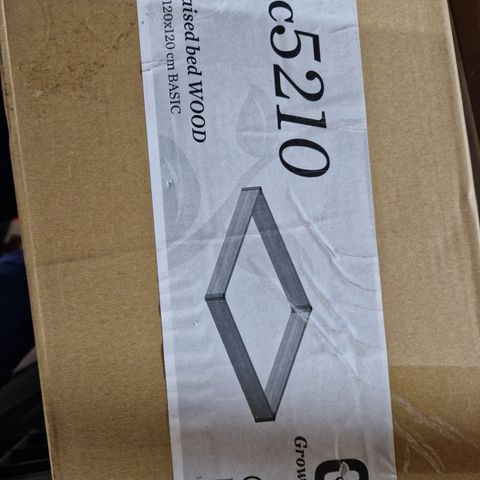 c5210
aised bed WOOD
120x120 cm BASIC
Grow